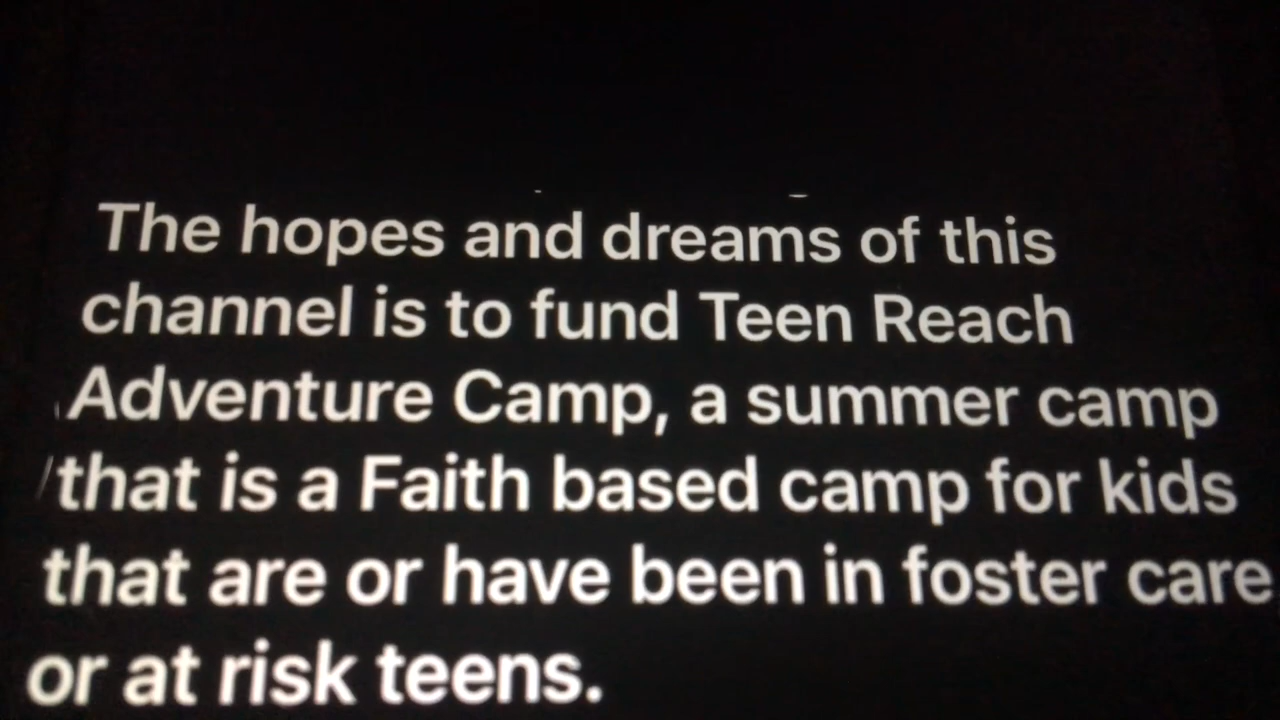 The hopes and dreams of this
channel is to fund Teen Reach
Adventure Camp, a summer camp
that is a Faith based camp for kids
that are or have been in foster care
or at risk teens.